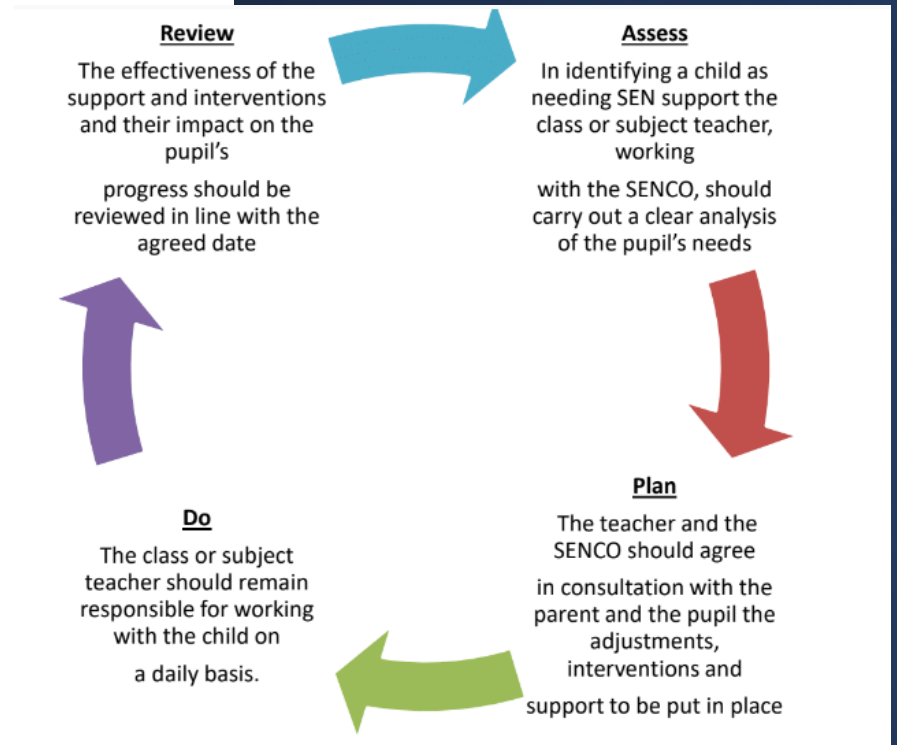 Review
The effectiveness of the
support and interventions
and their impact on the
pupil's
progress should be
reviewed in line with the
agreed date
Assess
In identifying a child as
needing SEN support the
class or subject teacher,
working
with the SENCO, should
carry out a clear analysis
of the pupil's needs
Plan
The teacher and the
SENCO should agree
in consultation with the
parent and the pupil the
adjustments,
interventions and
support to be put in place
Do
The class or subject
teacher should remain
responsible for working
with the child on
a daily basis.